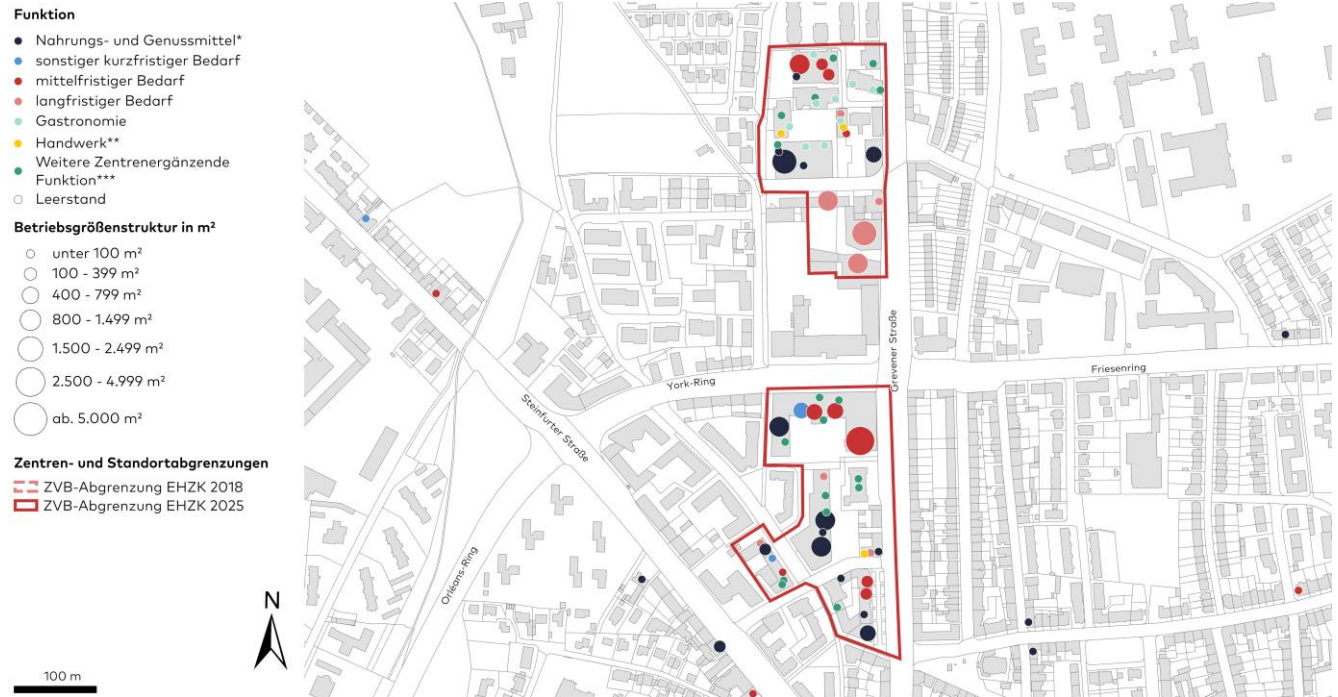 Funktion
Nahrungs- und Genussmittel*
sonstiger kurzfristiger Bedarf
mittelfristiger Bedarf
langfristiger Bedarf
Gastronomie
Handwerk**
Weitere Zentrenergänzende
Funktion***
Leerstand
Betriebsgrößenstruktur in m²
unter 100 m²
100 - 399 m²
400 - 799 m²
800 - 1.499 m²
1.500 - 2.499 m²
2.500 - 4.999 m²
ab. 5.000 m²
Zentren- und Standortabgrenzungen
ZVB-Abgrenzung EHZK 2018
ZVB-Abgrenzung EHZK 2025
N
100 m
Grevener Straße
Friesenring
York-Ring
Steinfurter Straße
Orléans-Ring